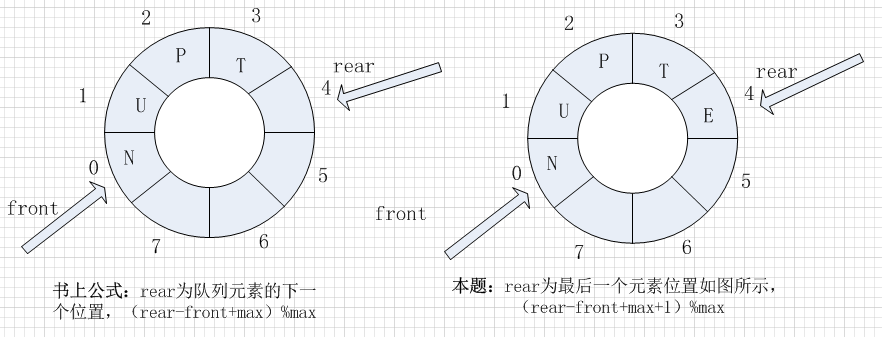 2
3
P
T
rear
4
1
U
N
0
front
5
7
6
书上公式：rear为队列元素的下一
个位置，（rear-front+max）%max
2
3
P
T
rear
4
1
U
E
N
0
front
5
7
6
本题：rear为最后一个元素位置如图所示，
（rear-front+max+1）%max